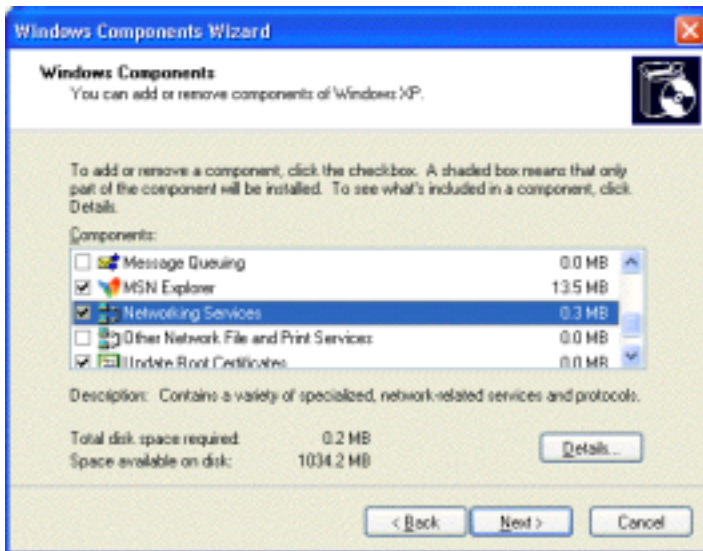 Windows Components Wizard
Windows Components
You can add or remove components of Windows XP.
To add or remove a component, click the checkbox. A shaded box means that only
part of the component will be installed. To see what's included in a component, click
Details.
Components:
Message Queuing 0.0 MB
MSN Explorer 13.5 MB
Networking Services 0.3 MB
Other Network File and Print Services 0.0 MB
Update Root Certificates 0.0 MB
Description: Contains a variety of specialized, network-related services and protocols.
Total disk space required: 0.2 MB
Space available on disk: 1034.2 MB
Details...
< Back Next > Cancel